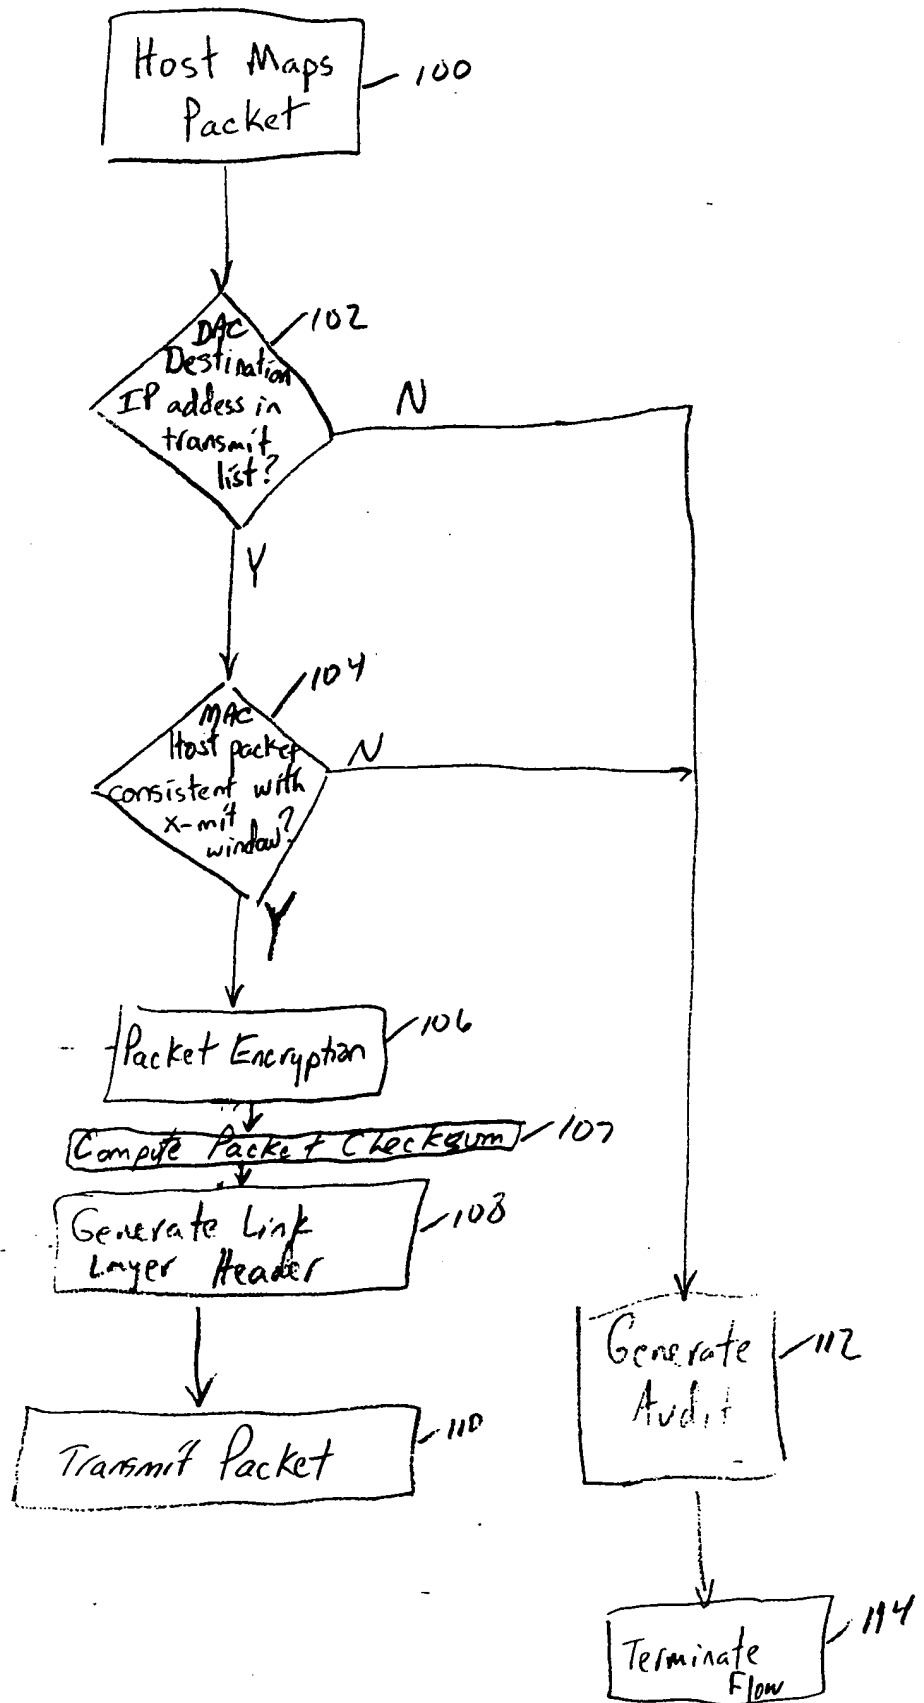 Host Maps
Packet
100
102
DAC
Destination
IP addess in
transmit
list?
N
Y
104
MAC
Host packet
consistent with
x-mit
window?
N
Y
106
Packet Encryption
Compute Packet Checksum
107
Generate Link
Layer Header
108
Transmit Packet
110
Generate
Audit
112
Terminate
Flow
114